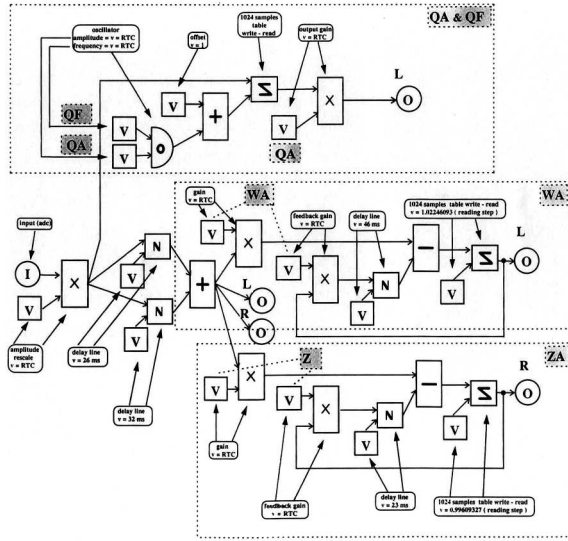 oscillator
amplitude = v = RTC
frequency = v = RTC
offset
v = 1
1024 samples
table
write - read
output gain
v = RTC
QA & QF
QF
QA
V
V
V
O
+
Σ
X
V
QA
L
O
input (adc)
I
V
X
amplitude
rescale
v = RTC
N
V
N
V
delay line
v = 26 ms
delay line
v = 32 ms
+
L
O
R
O
gain
v = RTC
WA
V
X
feedback gain
v = RTC
V
X
delay line
v = 46 ms
N
V
−
1024 samples table write - read
v = 1.02246093 ( reading step )
WA
V
Σ
L
O
Z
V
X
gain
v = RTC
V
X
feedback gain
v = RTC
N
V
delay line
v = 23 ms
−
V
Σ
1024 samples table write - read
v = 0.99609327 ( reading step )
ZA
R
O